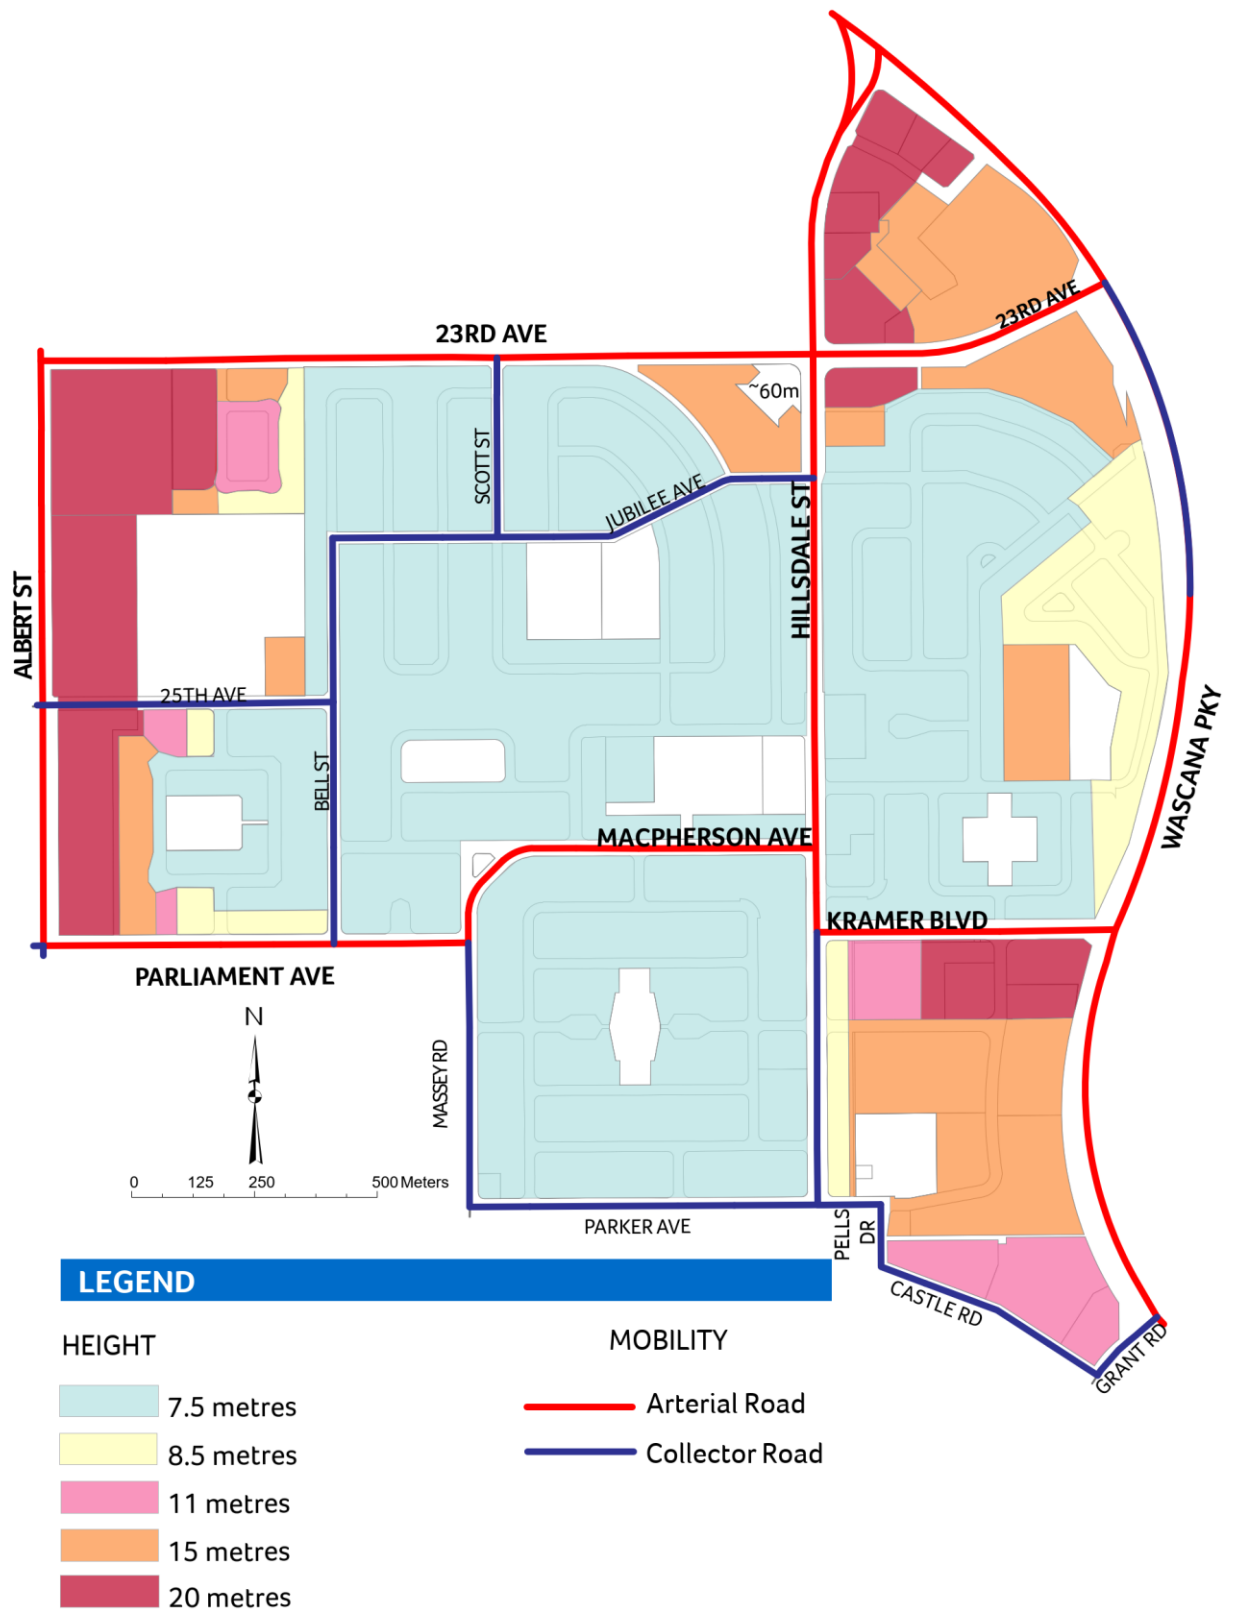 23RD AVE
23RD AVE
~60m
SCOTT ST
JUBILEE AVE
HILLSDALE ST
ALBERT ST
25TH AVE
BELL ST
WASCANA PKY
MACPHERSON AVE
KRAMER BLVD
PARLIAMENT AVE
N
MASSEY RD
0 125 250 500 Meters
PARKER AVE
PELLS
DR
CASTLE RD
GRANT RD
LEGEND
HEIGHT
MOBILITY
7.5 metres
Arterial Road
8.5 metres
Collector Road
11 metres
15 metres
20 metres